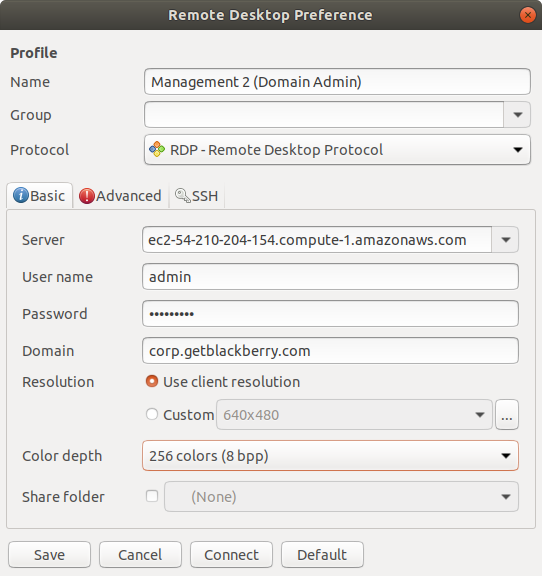 Remote Desktop Preference
Profile
Name Management 2 (Domain Admin)
Group
Protocol RDP - Remote Desktop Protocol
Basic Advanced SSH
Server ec2-54-210-204-154.compute-1.amazonaws.com
User name admin
Password •••••••••
Domain corp.getblackberry.com
Resolution Use client resolution
Custom 640x480 ...
Color depth 256 colors (8 bpp)
Share folder (None)
Save Cancel Connect Default